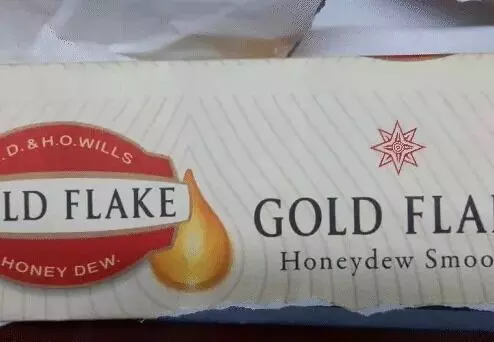 .D. & H.O. WILLS
LD FLAKE
HONEY DEW.
GOLD FLA
Honeydew Smoo